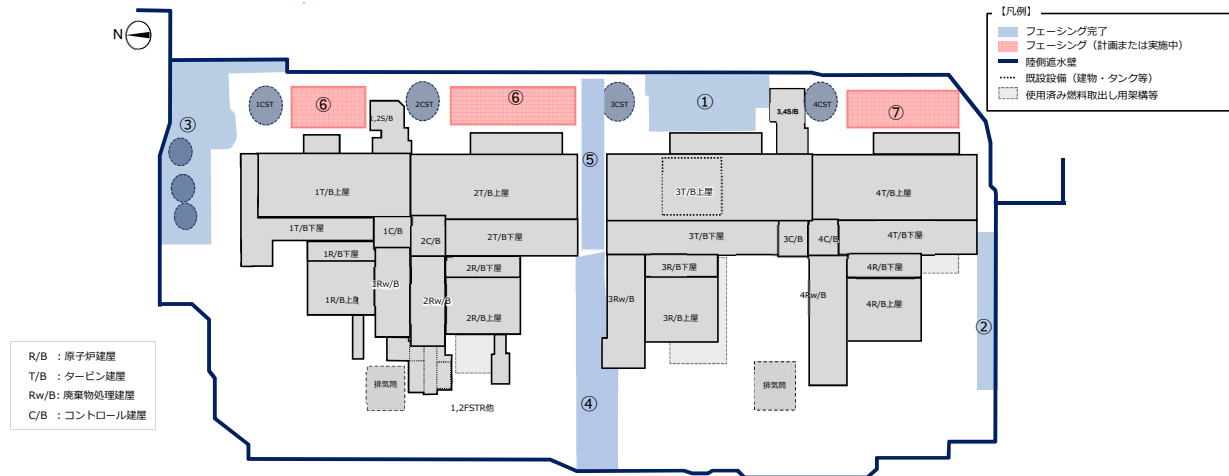 【凡例】
フェーシング完了
フェーシング（計画または実施中）
陸側遮水壁
既設設備（建物・タンク等）
使用済み燃料取出し用架構等
N
1CST
⑥
2CST
⑥
3CST
①
4CST
⑦
1,2S/B
3,4S/B
③
⑤
1T/B上屋
2T/B上屋
3T/B上屋
4T/B上屋
1T/B下屋
1C/B
2C/B
2T/B下屋
3T/B下屋
3C/B
4C/B
4T/B下屋
1R/B下屋
2R/B下屋
3R/B下屋
4R/B下屋
1Rw/B
2Rw/B
3Rw/B
4Rw/B
1R/B上屋
2R/B上屋
3R/B上屋
4R/B上屋
②
排気筒
排気筒
④
1,2FSTR他
R/B ：原子炉建屋
T/B ：タービン建屋
Rw/B：廃棄物処理建屋
C/B ：コントロール建屋